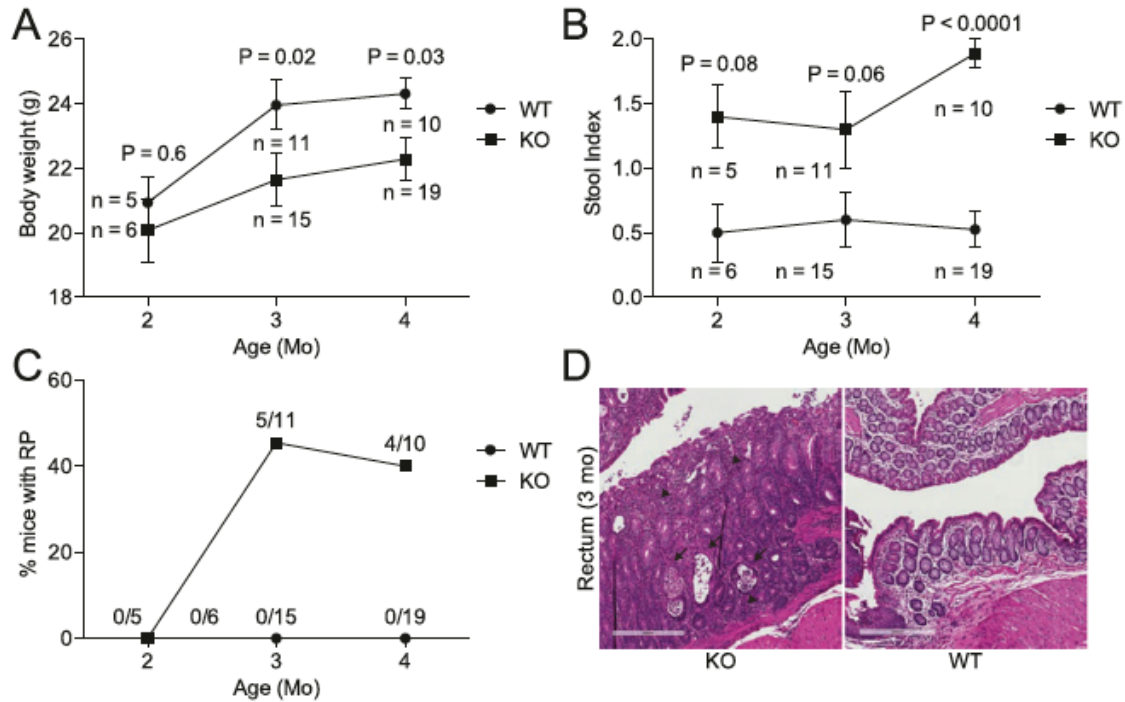 A
Body weight (g)
26
24
22
20
18
P = 0.6
P = 0.02
P = 0.03
n = 5
n = 6
n = 11
n = 15
n = 10
n = 19
2
3
4
Age (Mo)
WT
KO
B
Stool Index
2.0
1.5
1.0
0.5
0.0
P = 0.08
P = 0.06
P < 0.0001
n = 5
n = 11
n = 10
n = 6
n = 15
n = 19
2
3
4
Age (Mo)
WT
KO
C
% mice with RP
60
40
20
0
5/11
4/10
0/5
0/6
0/15
0/19
2
3
4
Age (Mo)
WT
KO
D
Rectum (3 mo)
KO
WT